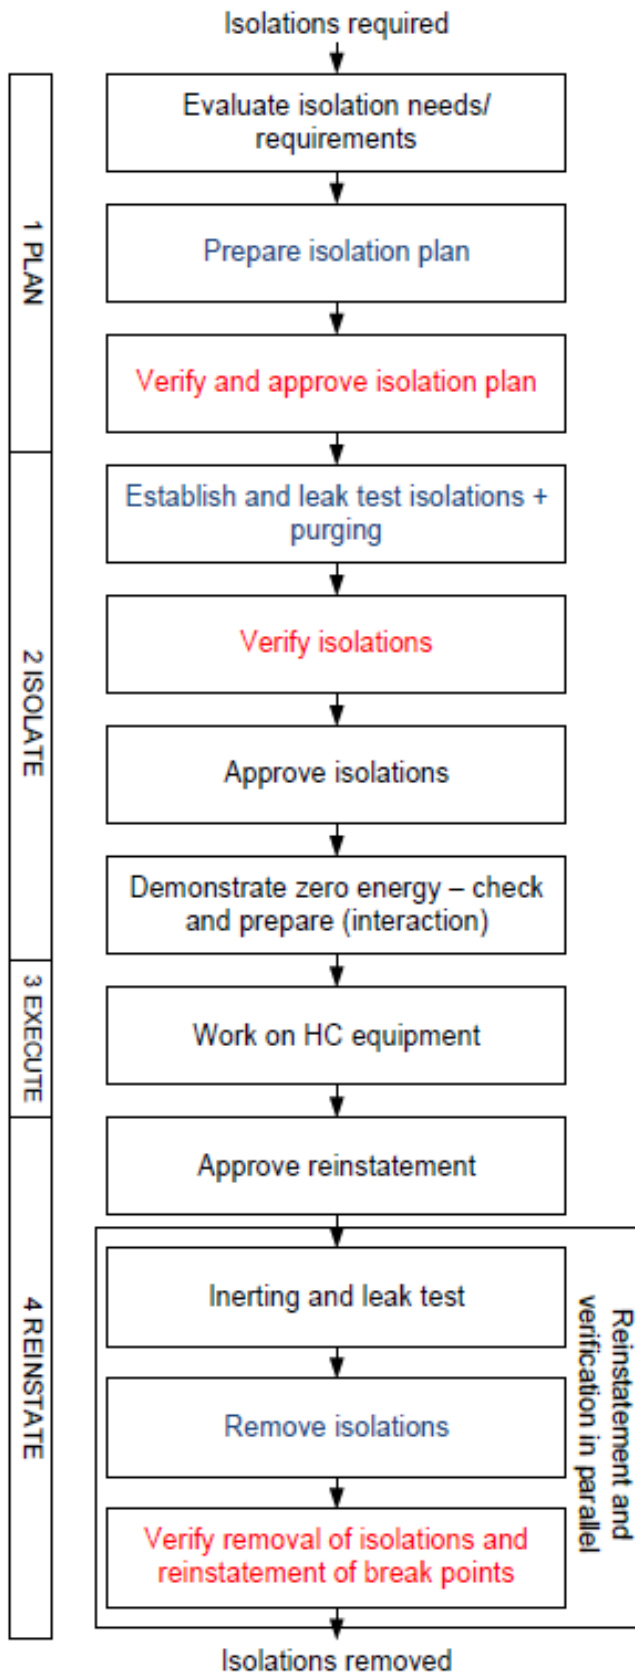 Isolations required
1 PLAN
Evaluate isolation needs/
requirements
Prepare isolation plan
Verify and approve isolation plan
2 ISOLATE
Establish and leak test isolations +
purging
Verify isolations
Approve isolations
Demonstrate zero energy – check
and prepare (interaction)
3 EXECUTE
Work on HC equipment
4 REINSTATE
Approve reinstatement
Reinstatement and
verification in parallel
Inerting and leak test
Remove isolations
Verify removal of isolations and
reinstatement of break points
Isolations removed